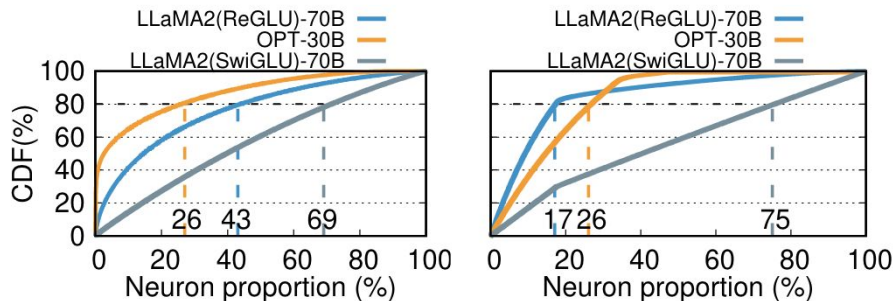 LLaMA2(ReGLU)-70B
OPT-30B
LLaMA2(SwiGLU)-70B
CDF(%)
100
80
60
40
20
0
26 43 69
0 20 40 60 80 100
Neuron proportion (%)
LLaMA2(ReGLU)-70B
OPT-30B
LLaMA2(SwiGLU)-70B
17 26 75
0 20 40 60 80 100
Neuron proportion (%)